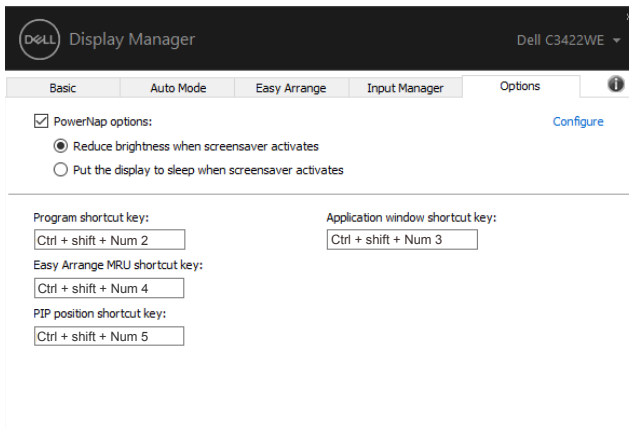 DELL Display Manager Dell C3422WE
Basic Auto Mode Easy Arrange Input Manager Options
PowerNap options: Configure
Reduce brightness when screensaver activates
Put the display to sleep when screensaver activates
Program shortcut key: Application window shortcut key:
Ctrl + shift + Num 2 Ctrl + shift + Num 3
Easy Arrange MRU shortcut key:
Ctrl + shift + Num 4
PIP position shortcut key:
Ctrl + shift + Num 5